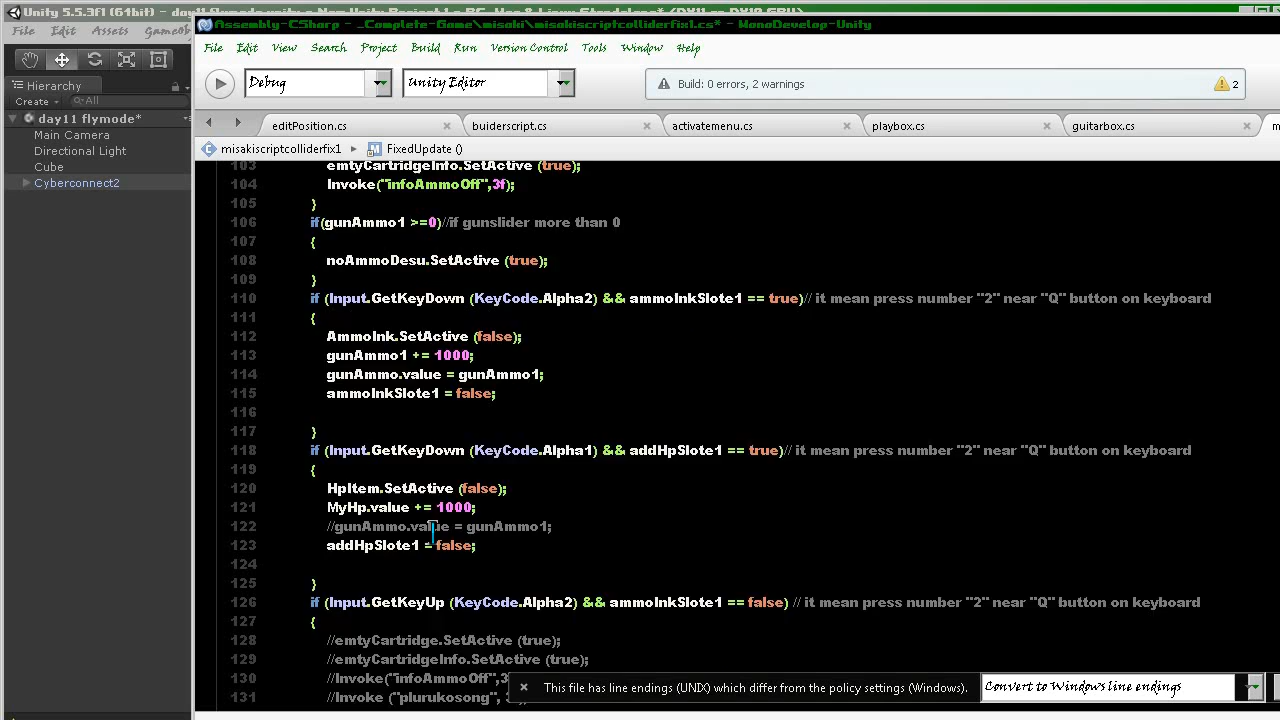 Assembly-CSharp - _Complete-Game\misaki\misakiscriptcolliderfix1.cs* - MonoDevelop-Unity
File Edit View Search Project Build Run Version Control Tools Window Help
Debug Unity Editor Build: 0 errors, 2 warnings 2
Hierarchy
Create All
day11 flymode*
Main Camera
Directional Light
Cube
Cyberconnect2
editPosition.cs buiderscript.cs activatemenu.cs playbox.cs guitarbox.cs
misakiscriptcolliderfix1 FixedUpdate ()
103 emtyCartridgeInfo.SetActive (true);
104 Invoke("infoAmmoOff",3f);
105 }
106 if(gunAmmo1 >=0)//if gunslider more than 0
107 {
108 noAmmoDesu.SetActive (true);
109 }
110 if (Input.GetKeyDown (KeyCode.Alpha2) && ammoInkSlote1 == true)// it mean press number "2" near "Q" button on keyboard
111 {
112 AmmoInk.SetActive (false);
113 gunAmmo1 += 1000;
114 gunAmmo.value = gunAmmo1;
115 ammoInkSlote1 = false;
116
117 }
118 if (Input.GetKeyDown (KeyCode.Alpha1) && addHpSlote1 == true)// it mean press number "2" near "Q" button on keyboard
119 {
120 HpItem.SetActive (false);
121 MyHp.value += 1000;
122 //gunAmmo.value = gunAmmo1;
123 addHpSlote1 = false;
124
125 }
126 if (Input.GetKeyUp (KeyCode.Alpha2) && ammoInkSlote1 == false) // it mean press number "2" near "Q" button on keyboard
127 {
128 //emtyCartridge.SetActive (true);
129 //emtyCartridgeInfo.SetActive (true);
130 //Invoke("infoAmmoOff",3
131 //Invoke ("plurukosong",
This file has line endings (UNIX) which differ from the policy settings (Windows). Convert to Windows line endings